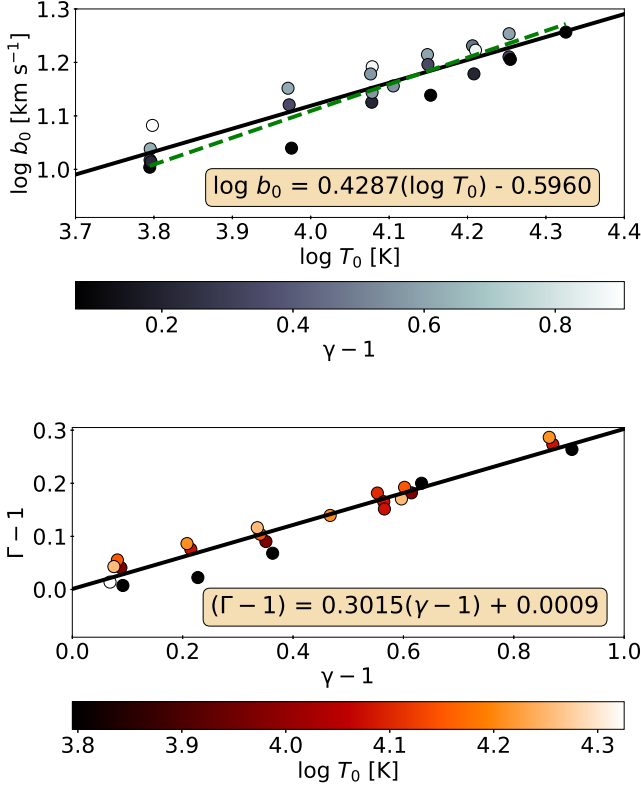 1.3
1.2
1.1
1.0
log b₀ [km s⁻¹]
log b₀ = 0.4287(log T₀) - 0.5960
3.7 3.8 3.9 4.0 4.1 4.2 4.3 4.4
log T₀ [K]
0.2 0.4 0.6 0.8
γ − 1
0.3
0.2
0.1
0.0
Γ − 1
(Γ − 1) = 0.3015(γ − 1) + 0.0009
0.0 0.2 0.4 0.6 0.8 1.0
γ − 1
3.8 3.9 4.0 4.1 4.2 4.3
log T₀ [K]